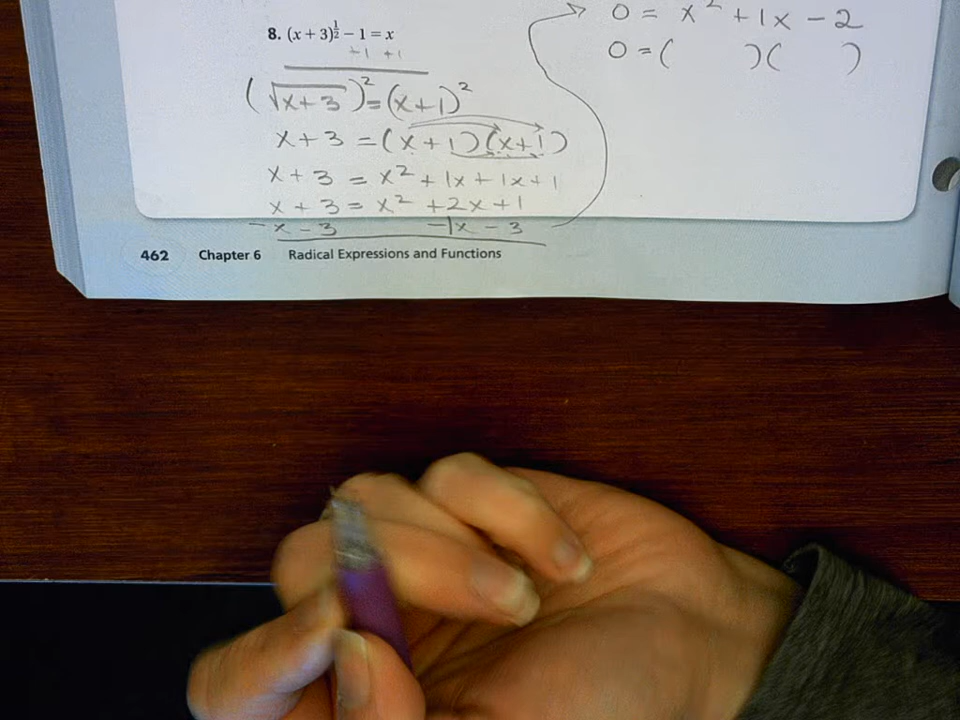 8. (x + 3)^½ − 1 = x
+1 +1
(√x+3)² = (x+1)²
x + 3 = (x + 1)(x+1)
x + 3 = x² + 1x + 1x + 1
x + 3 = x² + 2x + 1
− x − 3 −1x − 3
0 = x² + 1x − 2
0 = ( )( )
462 Chapter 6 Radical Expressions and Functions